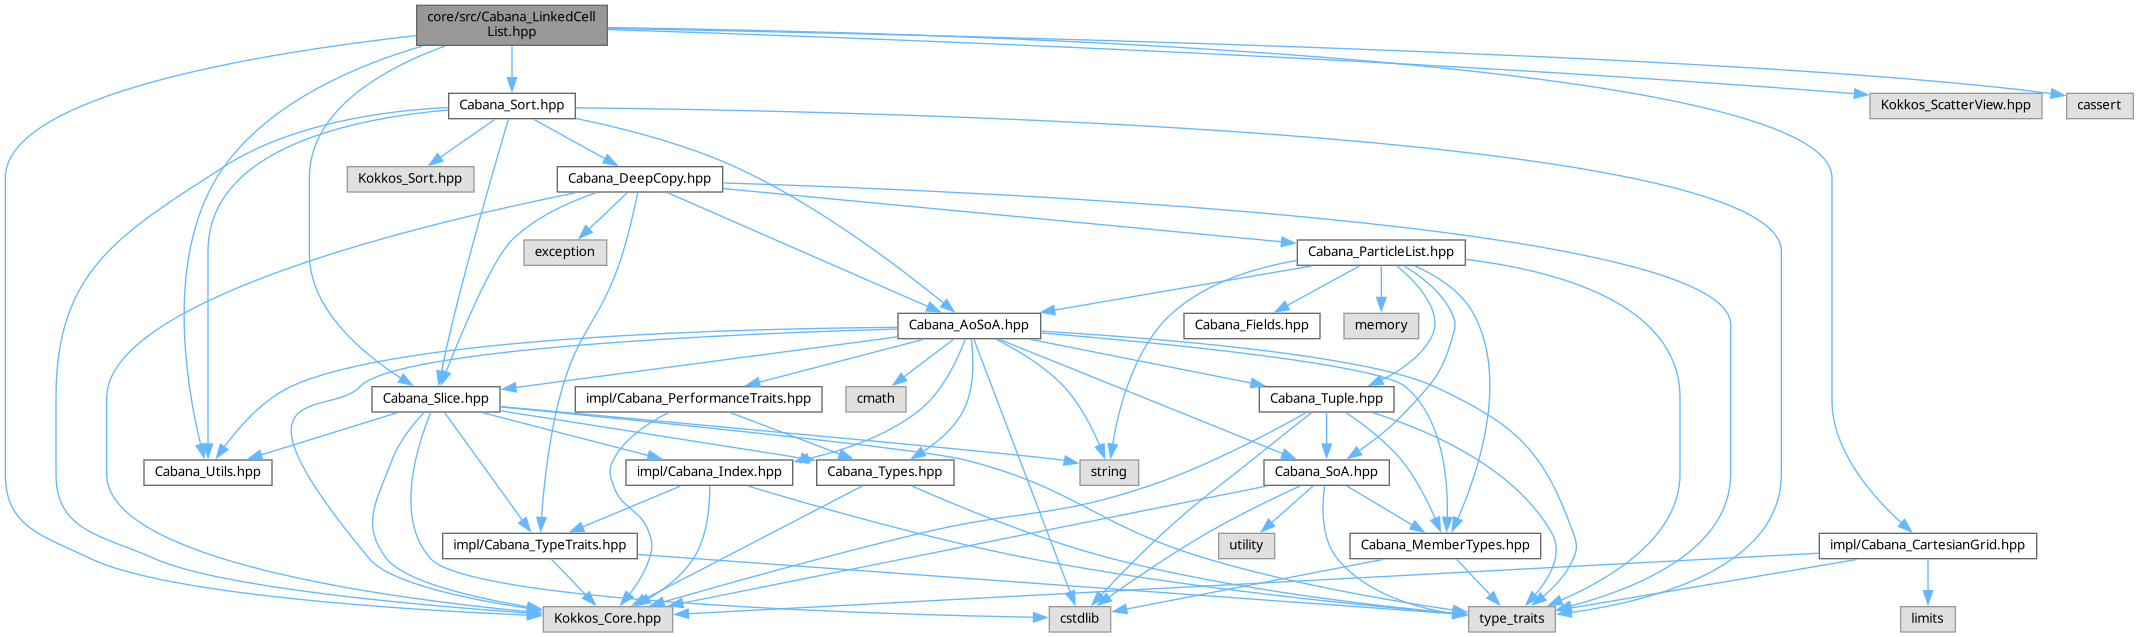 core/src/Cabana_LinkedCell
List.hpp
Cabana_Sort.hpp
Kokkos_ScatterView.hpp
cassert
Kokkos_Sort.hpp
Cabana_DeepCopy.hpp
exception
Cabana_ParticleList.hpp
Cabana_AoSoA.hpp
Cabana_Fields.hpp
memory
Cabana_Slice.hpp
impl/Cabana_PerformanceTraits.hpp
cmath
Cabana_Tuple.hpp
Cabana_Utils.hpp
impl/Cabana_Index.hpp
Cabana_Types.hpp
string
Cabana_SoA.hpp
impl/Cabana_TypeTraits.hpp
utility
Cabana_MemberTypes.hpp
impl/Cabana_CartesianGrid.hpp
Kokkos_Core.hpp
cstdlib
type_traits
limits